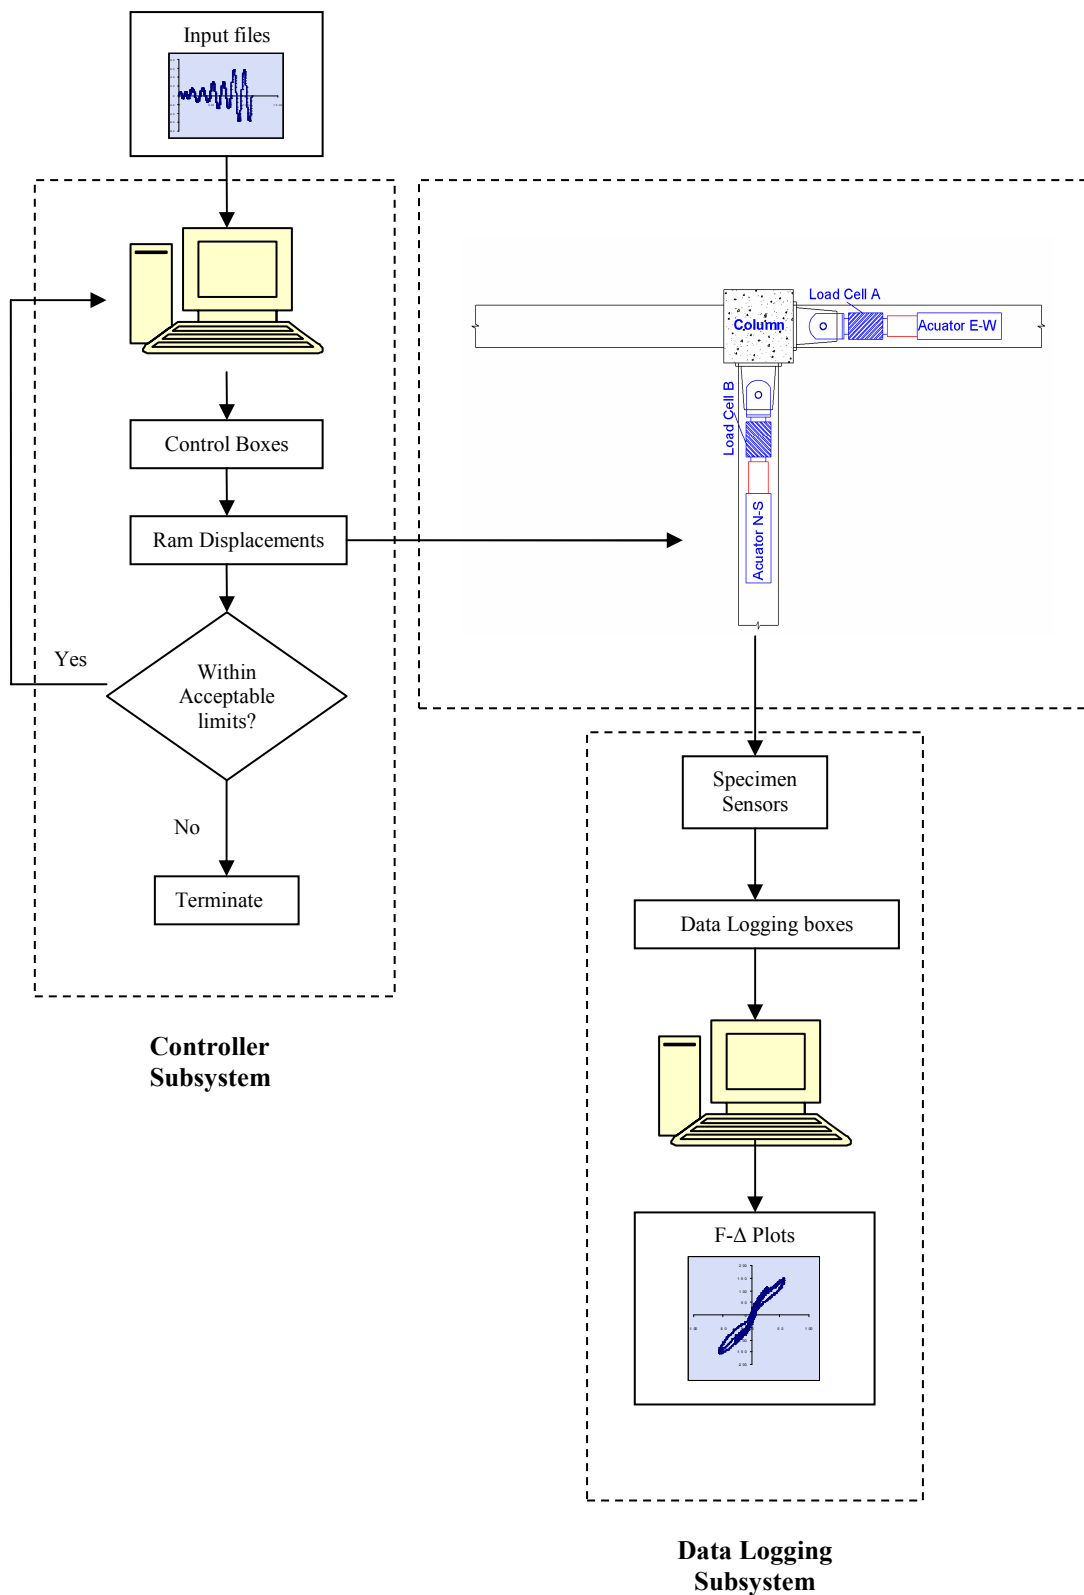 Input files
Load Cell A
Column
Acuator E-W
Load Cell B
Acuator N-S
Control Boxes
Ram Displacements
Yes
Within
Acceptable
limits?
No
Terminate
Specimen
Sensors
Data Logging boxes
Controller
Subsystem
F-Δ Plots
Data Logging
Subsystem